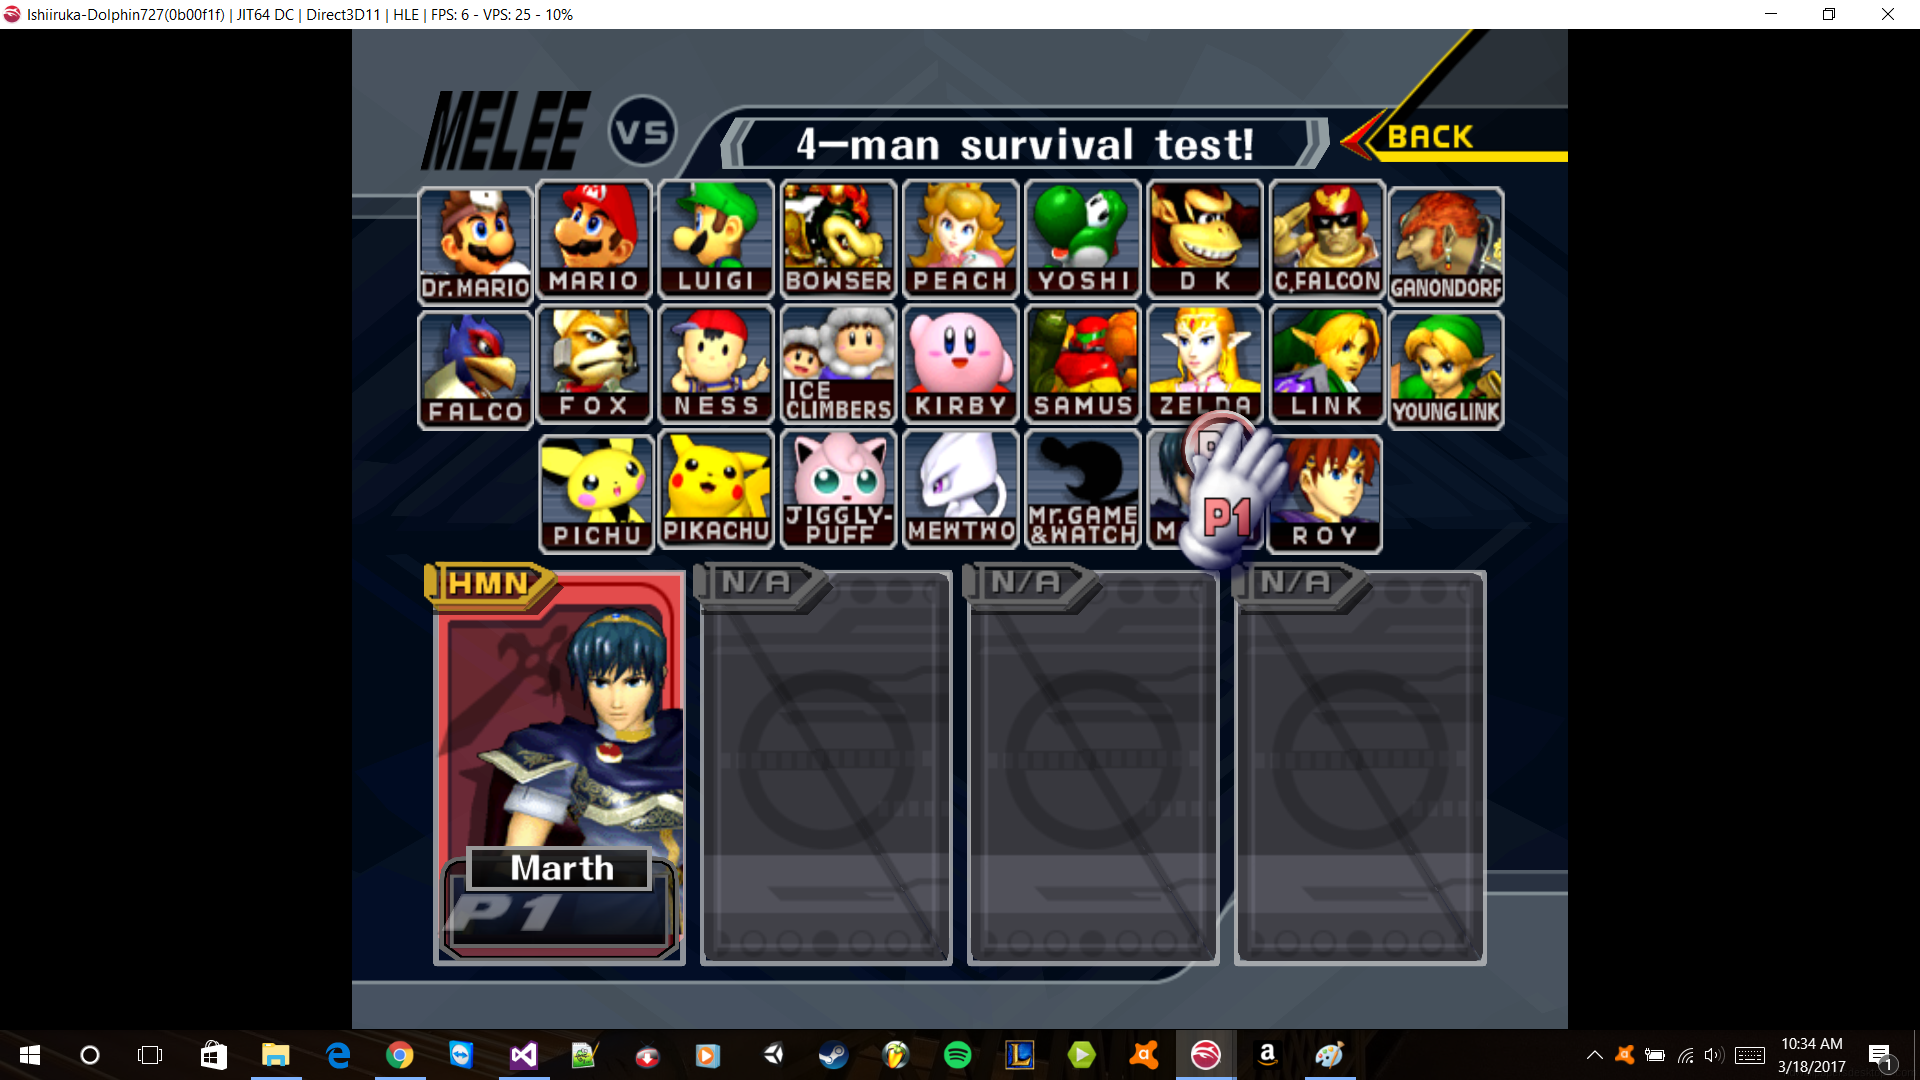 Ishiiruka-Dolphin727(0b00f1f) | JIT64 DC | Direct3D11 | HLE | FPS: 6 - VPS: 25 - 10%
MELEE VS 4-man survival test! BACK
Dr.MARIO MARIO LUIGI BOWSER PEACH YOSHI D K C.FALCON GANONDORF
FALCO FOX NESS ICE CLIMBERS KIRBY SAMUS ZELDA LINK YOUNG LINK
PICHU PIKACHU JIGGLY-PUFF MEWTWO Mr.GAME &WATCH M ROY
P1
HMN N/A N/A N/A
Marth
P1
10:34 AM
3/18/2017
1